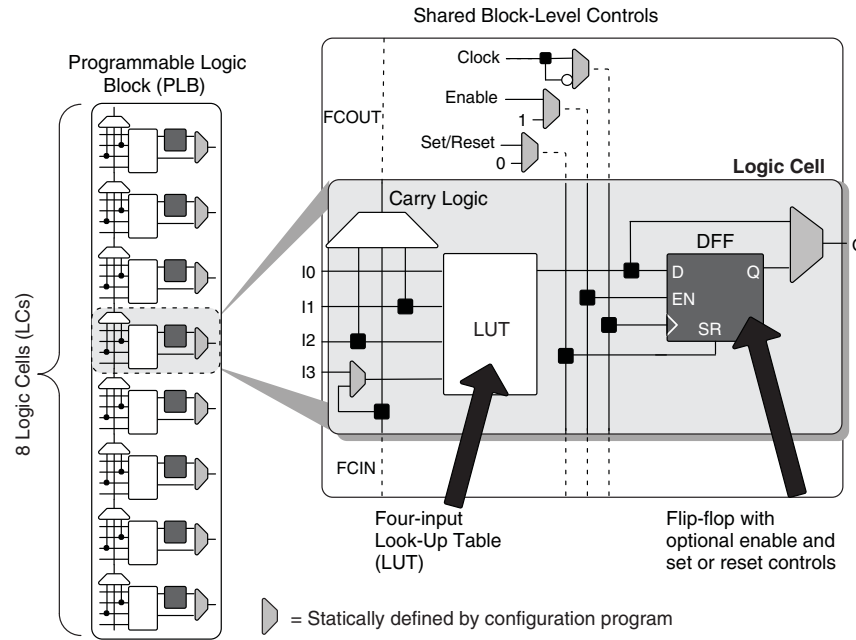 Shared Block-Level Controls
Programmable Logic
Block (PLB)
8 Logic Cells (LCs)
Clock
Enable
1
Set/Reset
0
FCOUT
Logic Cell
Carry Logic
I0
I1
I2
I3
LUT
DFF
D
Q
EN
SR
FCIN
Four-input
Look-Up Table
(LUT)
Flip-flop with
optional enable and
set or reset controls
= Statically defined by configuration program